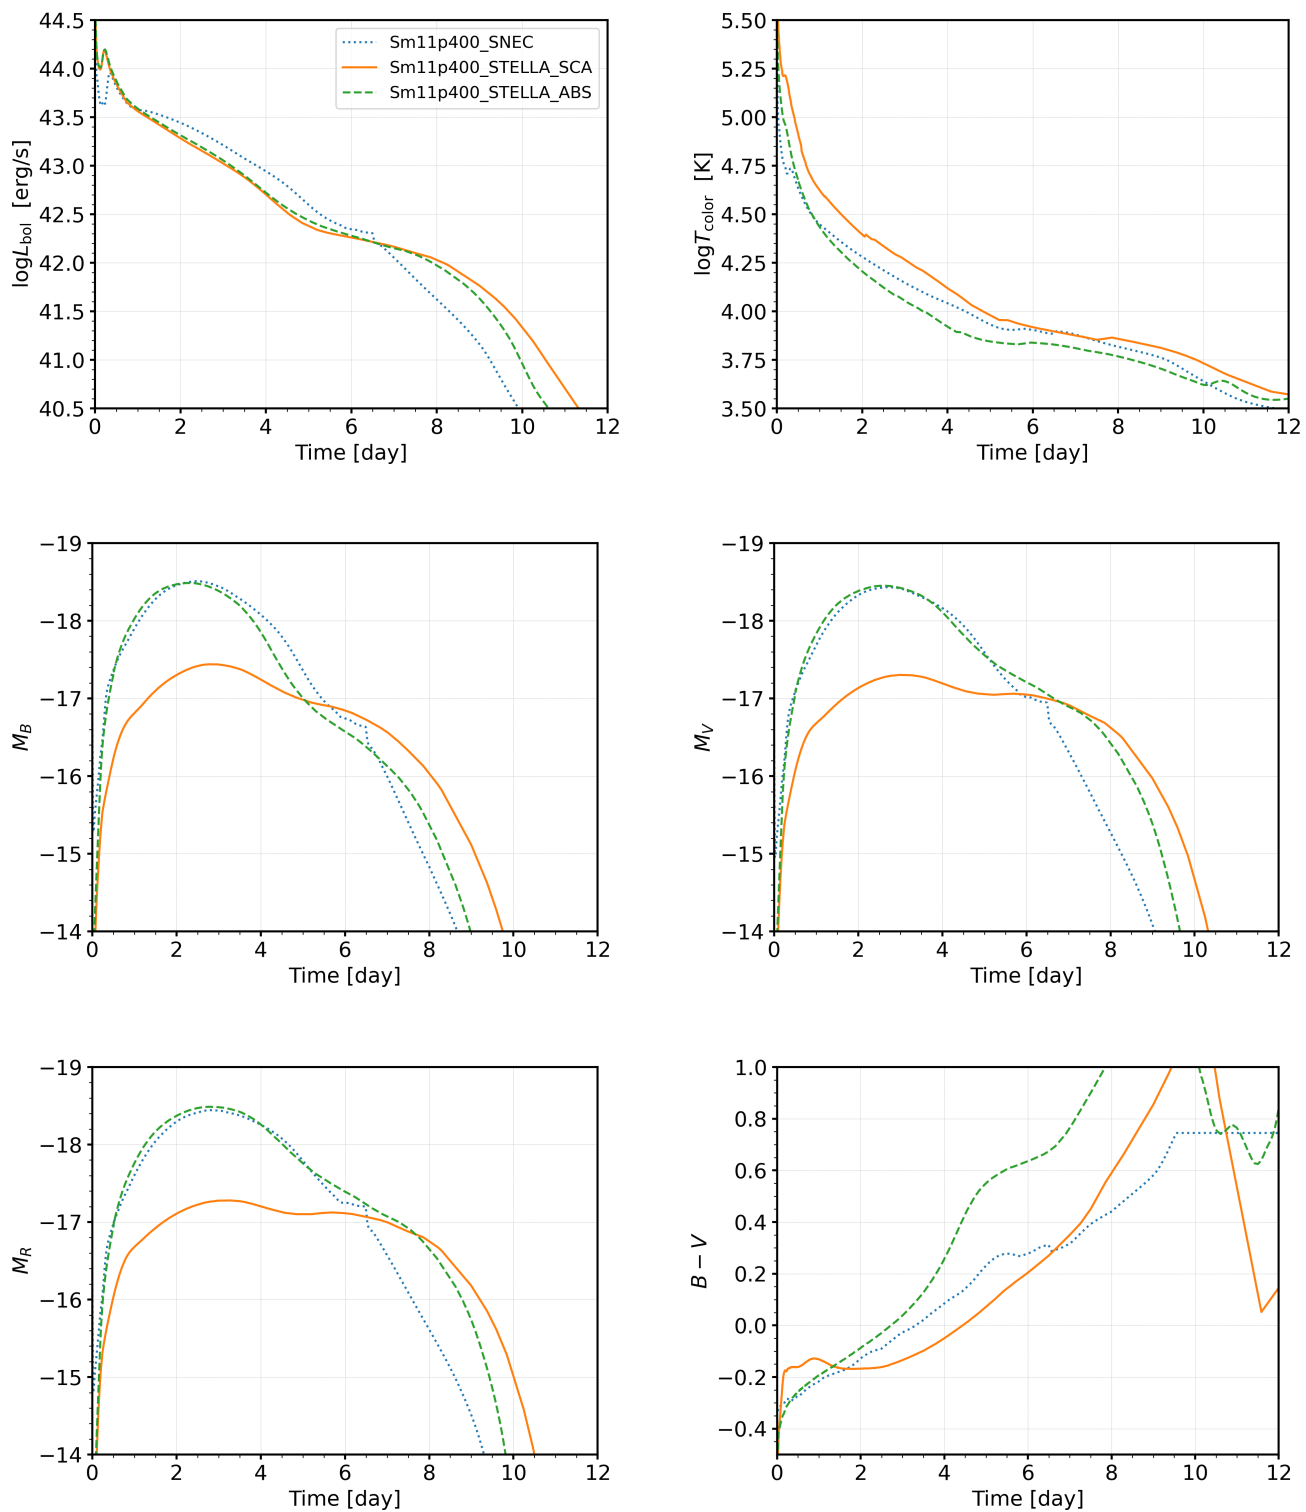 44.5
44.0
43.5
43.0
42.5
42.0
41.5
41.0
40.5
logL_bol [erg/s]
Sm11p400_SNEC
Sm11p400_STELLA_SCA
Sm11p400_STELLA_ABS
0 2 4 6 8 10 12
Time [day]
5.50
5.25
5.00
4.75
4.50
4.25
4.00
3.75
3.50
logT_color [K]
0 2 4 6 8 10 12
Time [day]
−19
−18
−17
−16
−15
−14
M_B
0 2 4 6 8 10 12
Time [day]
−19
−18
−17
−16
−15
−14
M_V
0 2 4 6 8 10 12
Time [day]
−19
−18
−17
−16
−15
−14
M_R
0 2 4 6 8 10 12
Time [day]
1.0
0.8
0.6
0.4
0.2
0.0
−0.2
−0.4
B − V
0 2 4 6 8 10 12
Time [day]